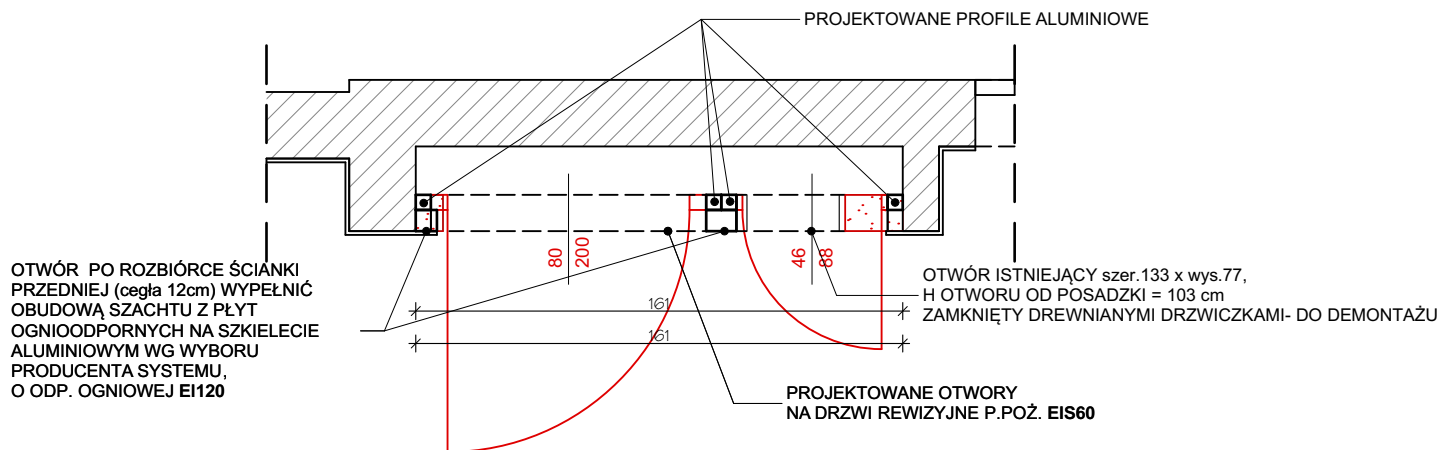 PROJEKTOWANE PROFILE ALUMINIOWE
OTWÓR PO ROZBIÓRCE ŚCIANKI
PRZEDNIEJ (cegła 12cm) WYPEŁNIĆ
OBUDOWĄ SZACHTU Z PŁYT
OGNIOODPORNYCH NA SZKIELECIE
ALUMINIOWYM WG WYBORU
PRODUCENTA SYSTEMU,
O ODP. OGNIOWEJ EI120
80
200
46
88
OTWÓR ISTNIEJĄCY szer.133 x wys.77,
H OTWORU OD POSADZKI = 103 cm
ZAMKNIĘTY DREWNIANYMI DRZWICZKAMI- DO DEMONTAŻU
161
161
PROJEKTOWANE OTWORY
NA DRZWI REWIZYJNE P.POŻ. EIS60